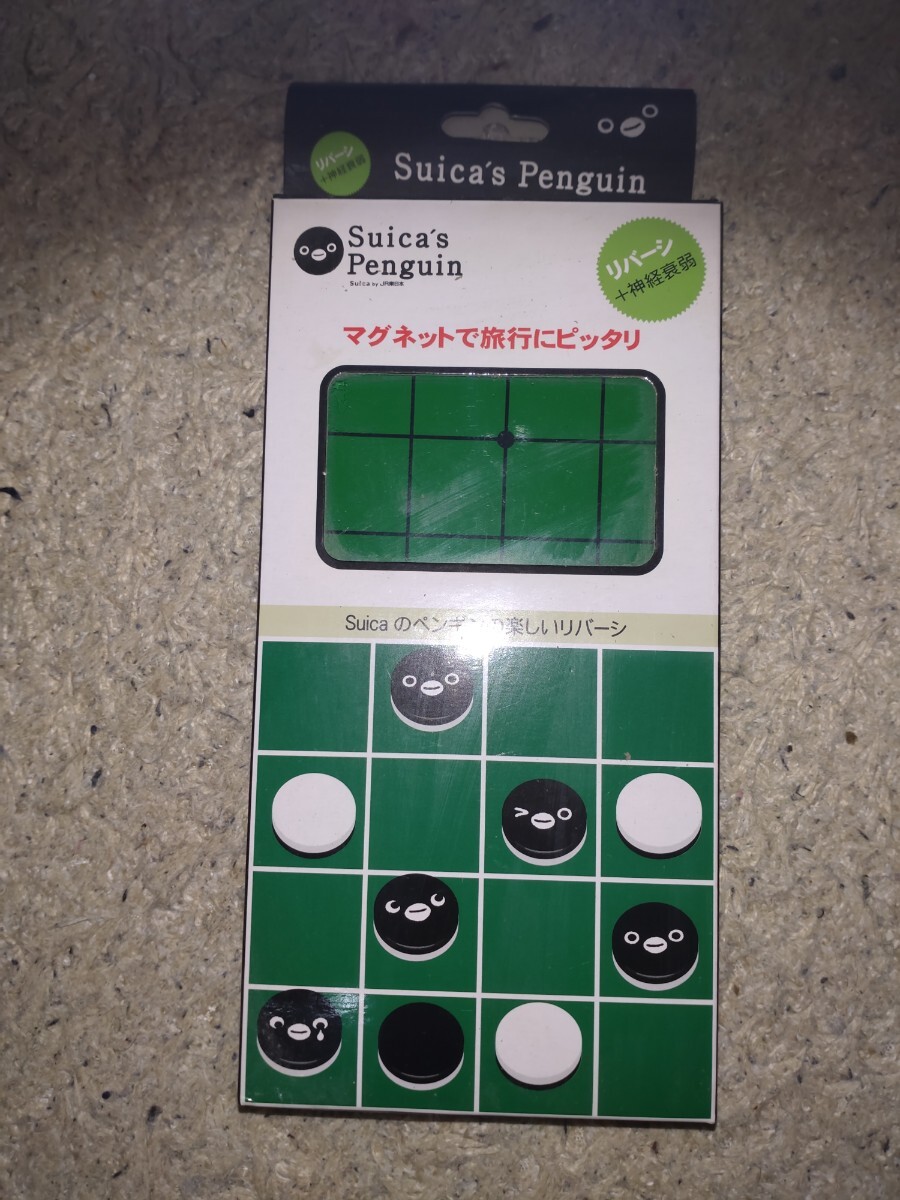 リバーシ
+神経衰弱
Suica's Penguin
Suica's
Penguin
Suica by JR東日本
リバーシ
+神経衰弱
マグネットで旅行にピッタリ
Suica のペンギンの楽しいリバーシ